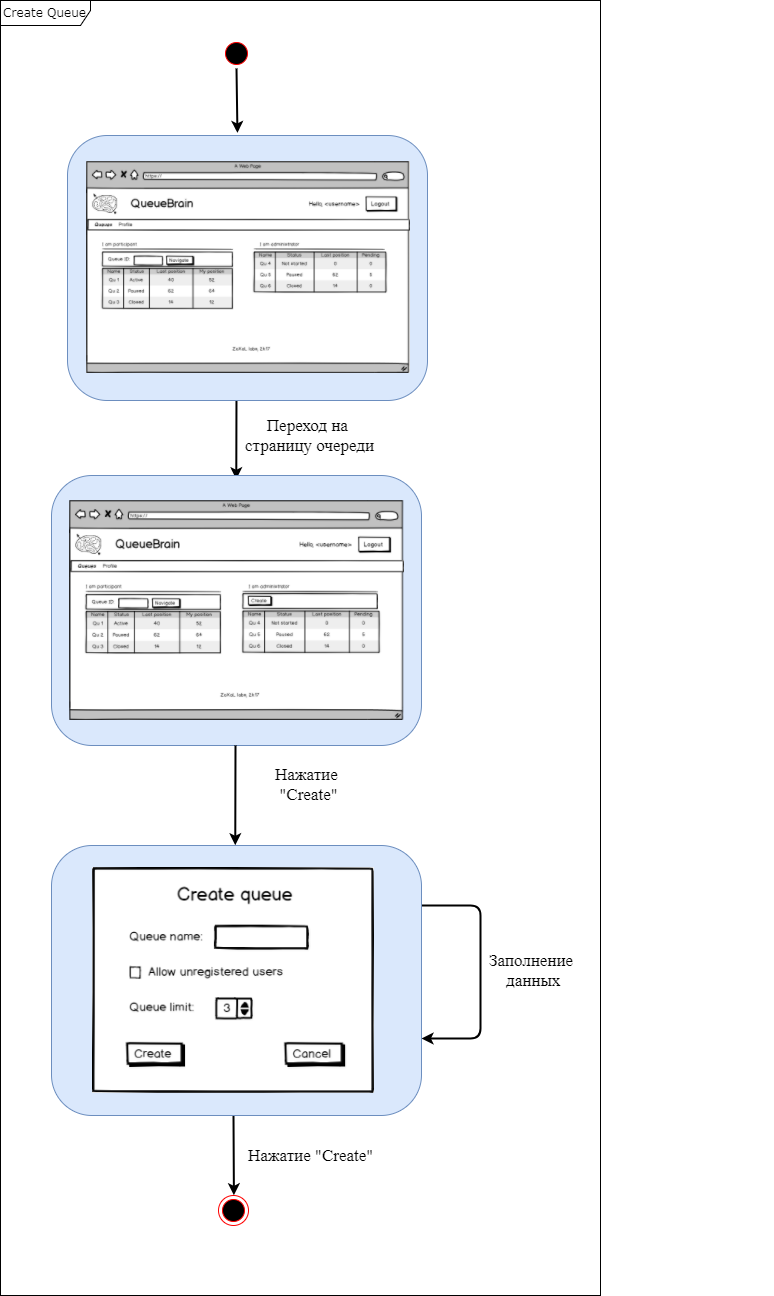 Create Queue
A Web Page
https://
QueueBrain
Hello, <username>
Logout
Queues Profile
I am participant
I am administrator
Queue ID: Navigate
Name Status Last position My position
Qu 1 Active 40 52
Qu 2 Paused 62 64
Qu 3 Closed 14 12
Name Status Last position Pending
Qu 4 Not started 0 0
Qu 5 Paused 62 5
Qu 6 Closed 14 0
Переход на
страницу очереди
A Web Page
https://
QueueBrain
Hello, <username>
Logout
Queues Profile
I am participant
I am administrator
Queue ID: Navigate
Create
Name Status Last position My position
Qu 1 Active 40 52
Qu 2 Paused 62 64
Qu 3 Closed 14 12
Name Status Last position Pending
Qu 4 Not started 0 0
Qu 5 Paused 62 5
Qu 6 Closed 14 0
Нажатие
"Create"
Create queue
Queue name:
Allow unregistered users
Queue limit: 3
Create Cancel
Заполнение
данных
Нажатие "Create"